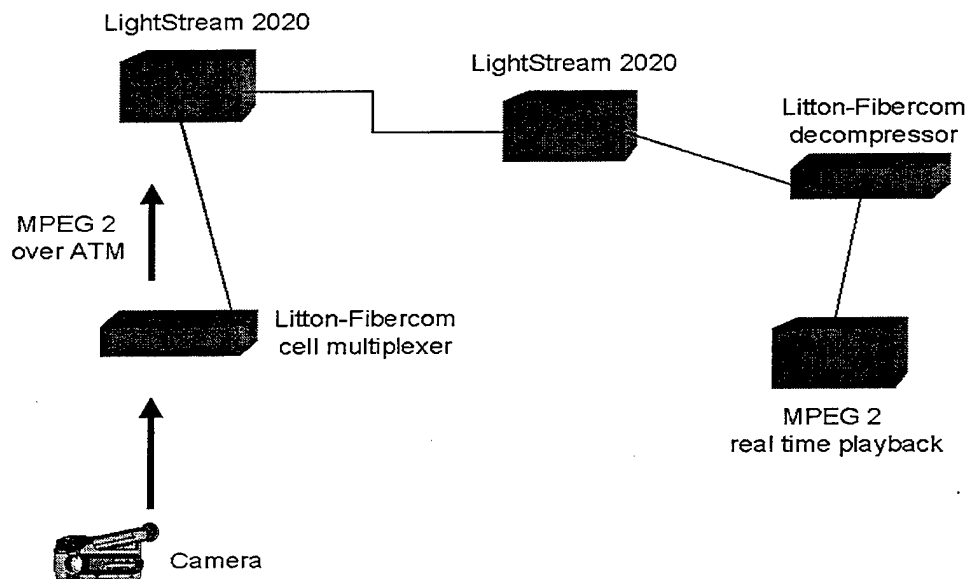 LightStream 2020
LightStream 2020
Litton-Fibercom
decompressor
MPEG 2
over ATM
Litton-Fibercom
cell multiplexer
MPEG 2
real time playback
Camera